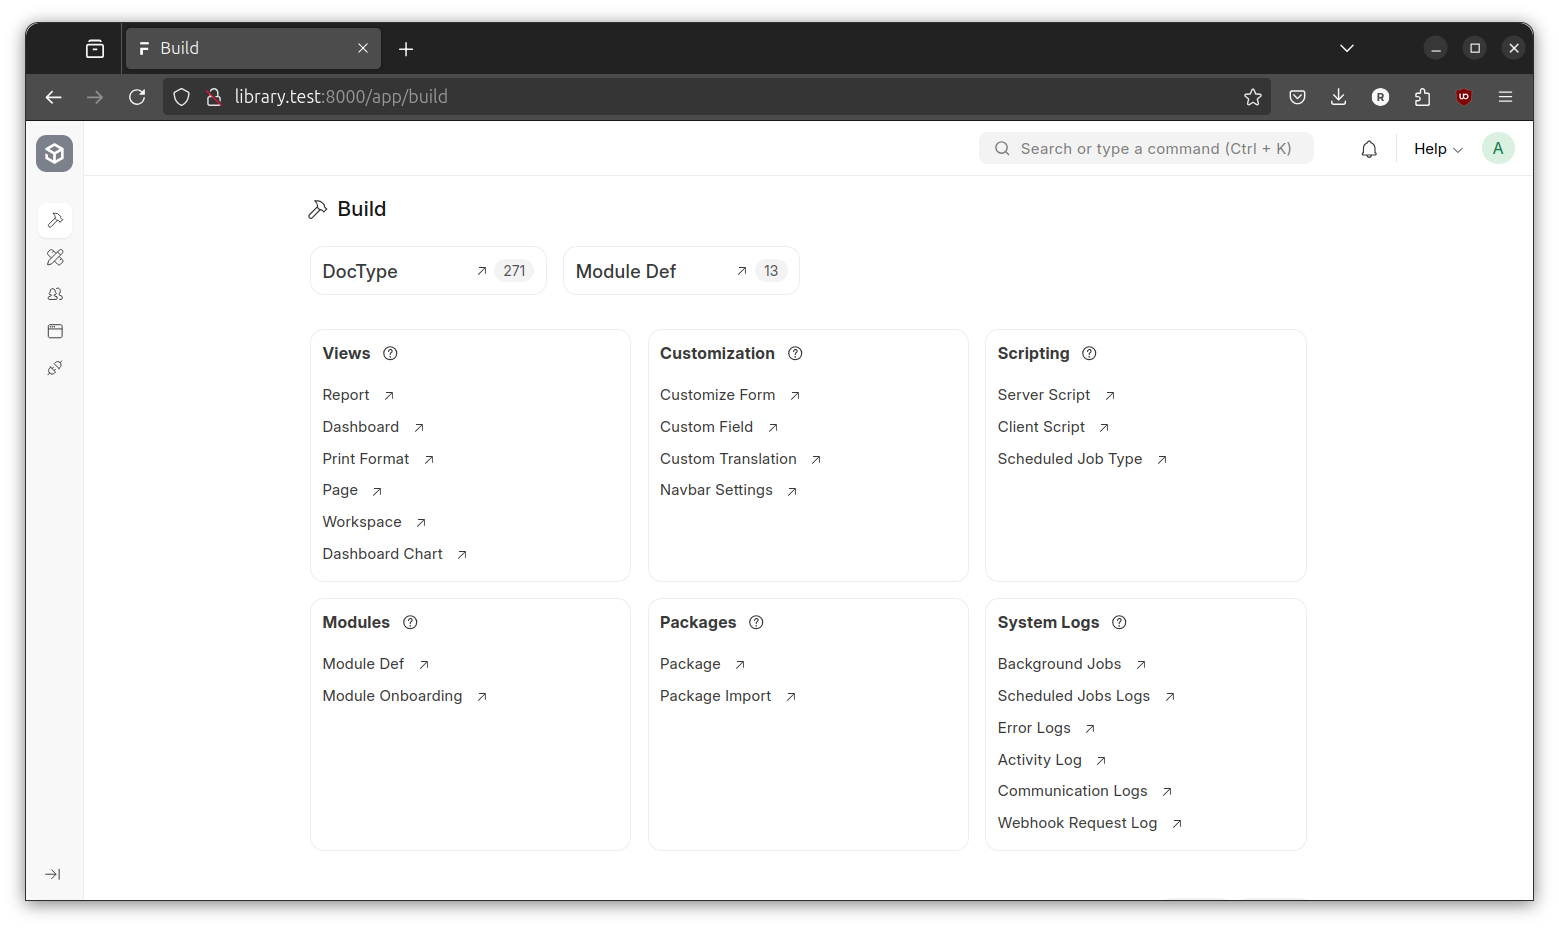 Build
library.test:8000/app/build
Search or type a command (Ctrl + K)
Help
A
Build
DocType 271
Module Def 13
Views
Report
Dashboard
Print Format
Page
Workspace
Dashboard Chart
Customization
Customize Form
Custom Field
Custom Translation
Navbar Settings
Scripting
Server Script
Client Script
Scheduled Job Type
Modules
Module Def
Module Onboarding
Packages
Package
Package Import
System Logs
Background Jobs
Scheduled Jobs Logs
Error Logs
Activity Log
Communication Logs
Webhook Request Log